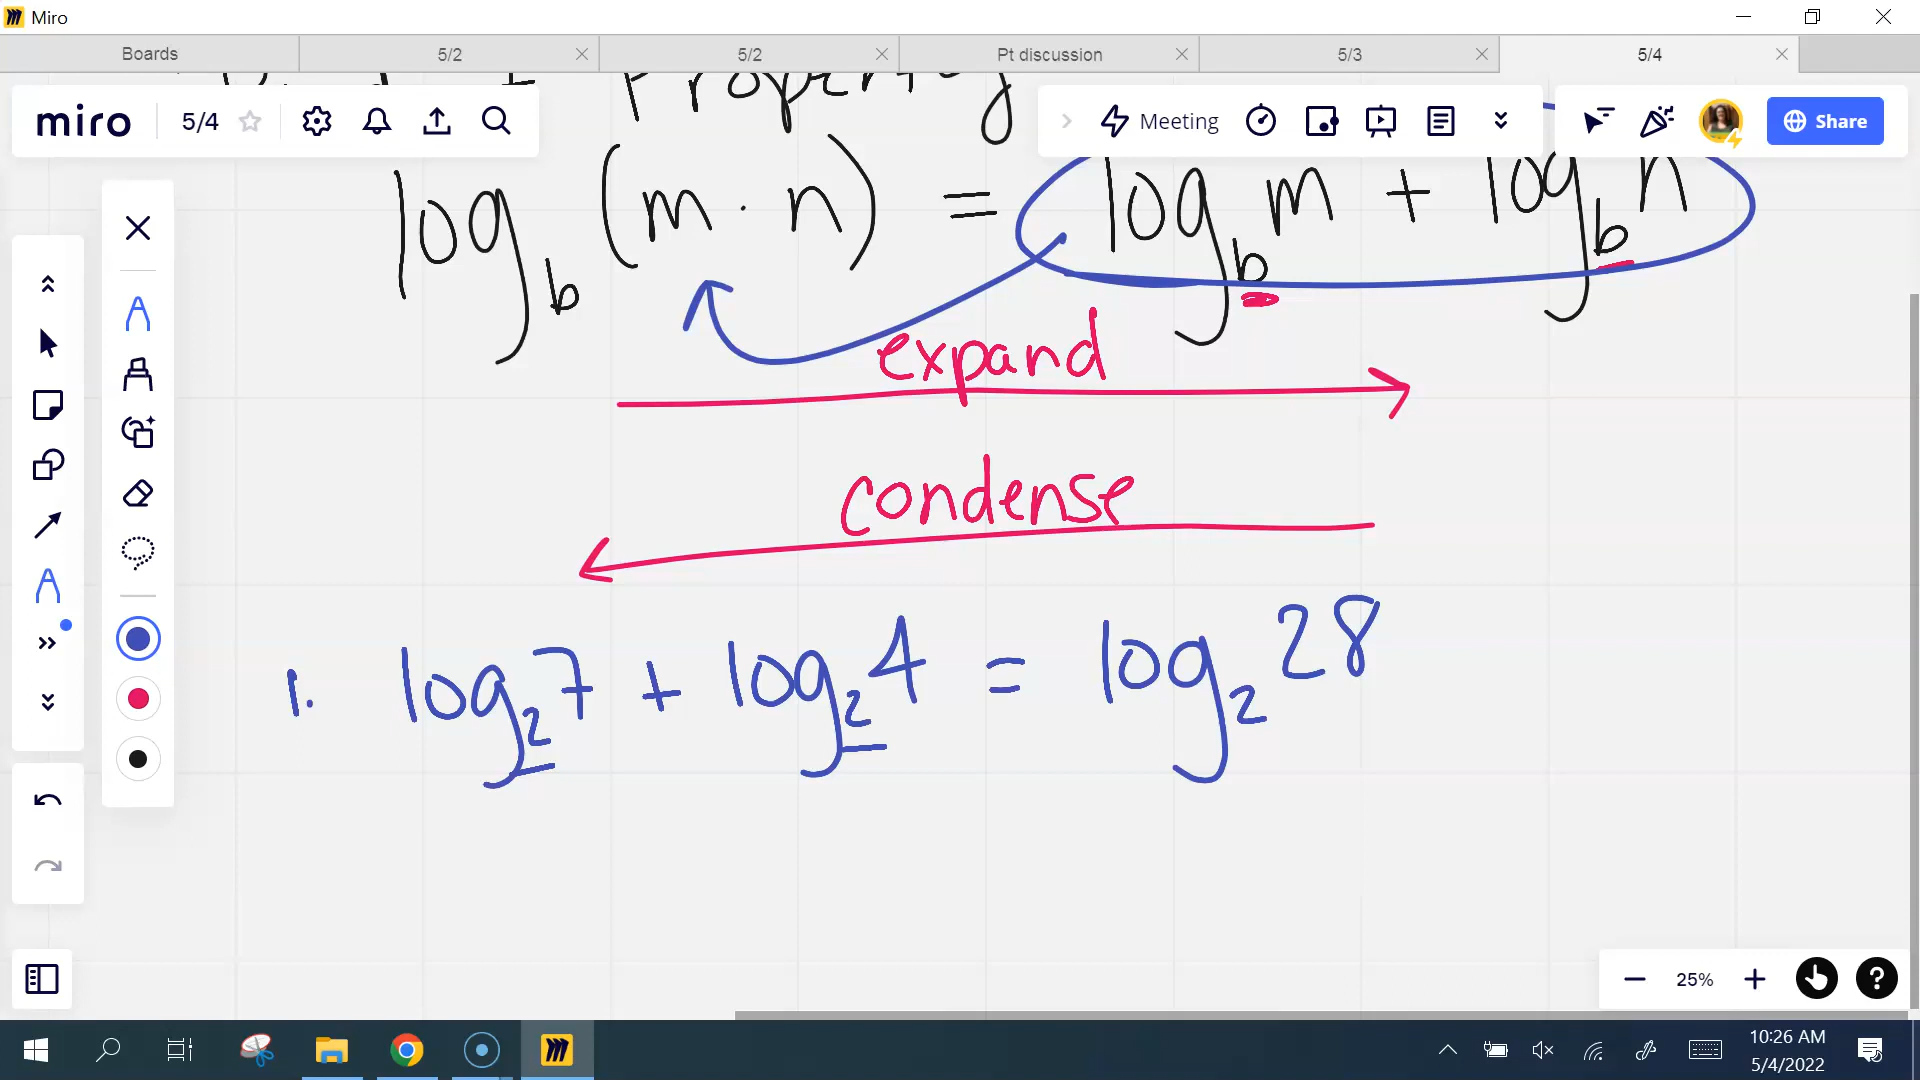 Miro
Boards 5/2 5/2 Pt discussion 5/3 5/4
Property
miro 5/4 Meeting Share
log_b (m · n) = log_b m + log_b n
expand
condense
1. log_2 7 + log_2 4 = log_2 28
25%
10:26 AM
5/4/2022